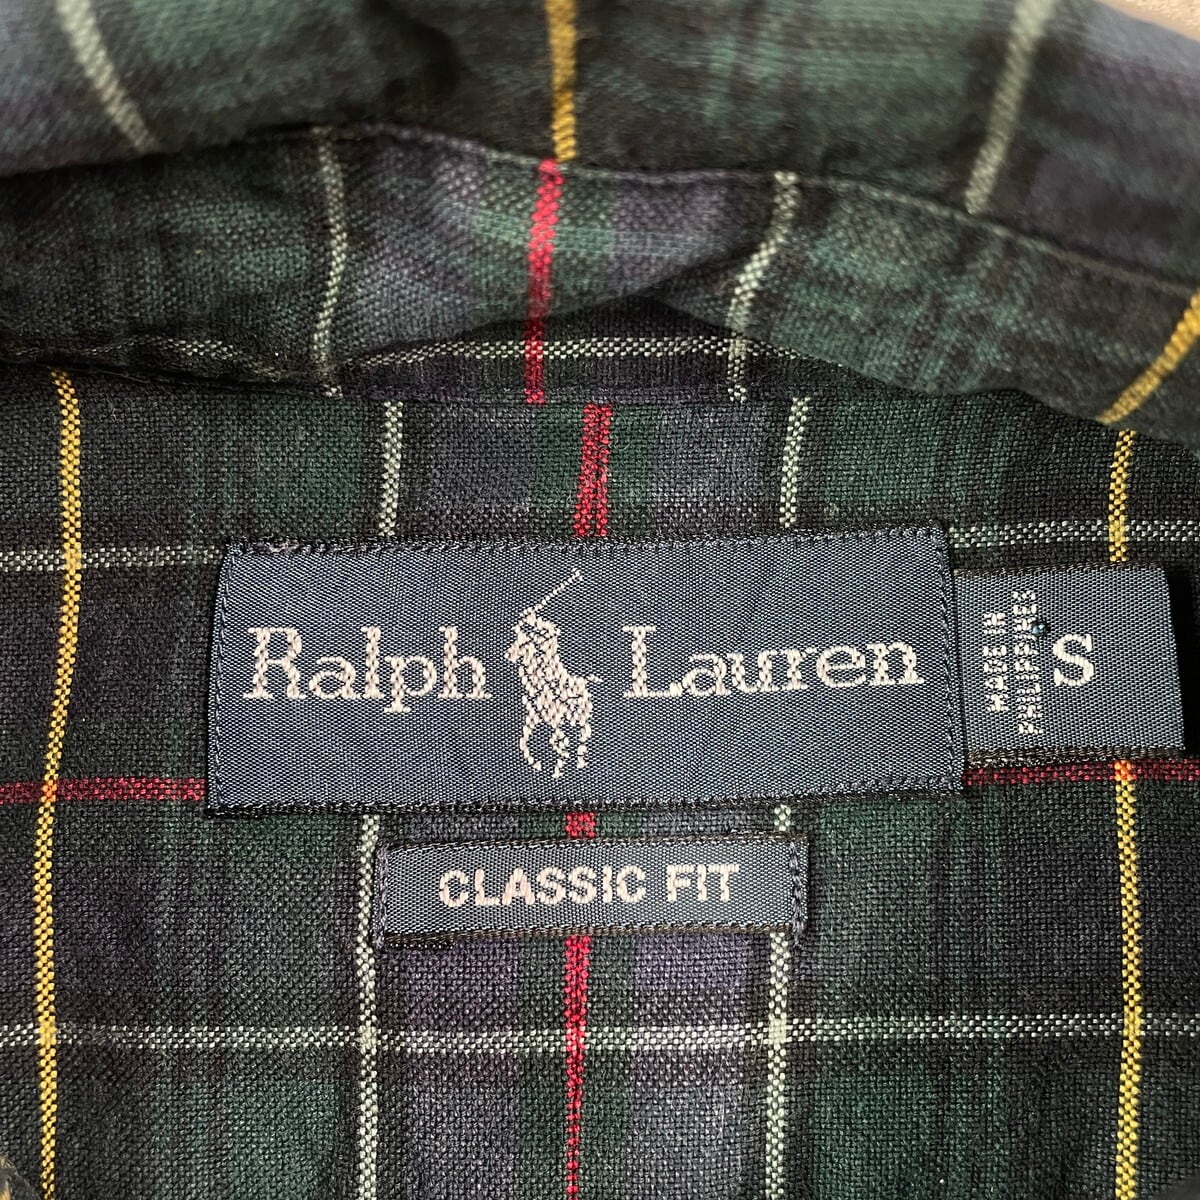 Ralph Lauren
MADE IN
PHILIPPINES
S
CLASSIC FIT